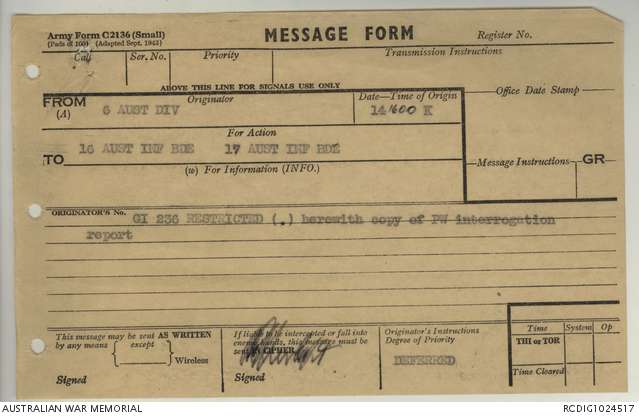 Army Form C2136 (Small)
(Pads of 100) (Adapted Sept. 1943)
MESSAGE FORM
Register No.
Call
Ser. No.
Priority
Transmission Instructions
ABOVE THIS LINE FOR SIGNALS USE ONLY
FROM
(A)
Originator
6 AUST DIV
Date—Time of Origin
141600 K
Office Date Stamp
For Action
TO
16 AUST INF BDE 17 AUST INF BDE
(w) For Information (INFO.)
Message Instructions
GR
ORIGINATOR'S No.
GI 236 RESTRICTED (.) herewith copy of PW interrogation
report
This message may be sent AS WRITTEN
by any means except
Wireless
Signed
If liable to be intercepted or fall into
enemy hands, this message must be
sent IN CIPHER.
Signed
Originator's Instructions
Degree of Priority
DEFERRED
Time
System
Op
THI or TOR
Time Cleared
AUSTRALIAN WAR MEMORIAL
RCDIG1024517